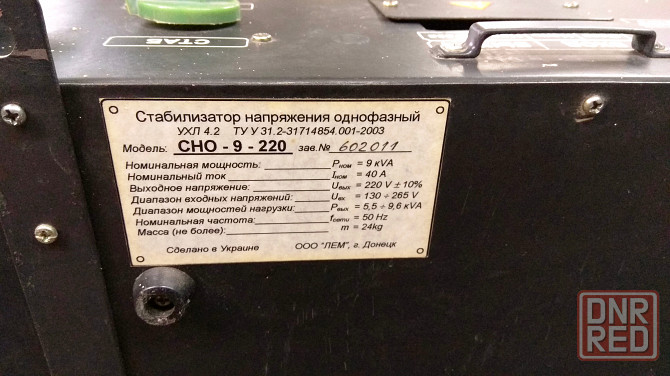 СТАБ
Стабилизатор напряжения однофазный
УХЛ 4.2 ТУ У 31.2-31714854.001-2003
Модель: СНО - 9 - 220 зав.№ 602011
Номинальная мощность: Pном = 9 kVA
Номинальный ток Iном = 40 A
Выходное напряжение: Uвых = 220 V ± 10%
Диапазон входных напряжений: Uвх = 130 ÷ 265 V
Диапазон мощностей нагрузки: Pвых = 5,5 ÷ 9,6 kVA
Номинальная частота: fсети = 50 Hz
Масса (не более): m = 24kg
Сделано в Украине ООО "ЛЕМ", г. Донецк
DNR
RED